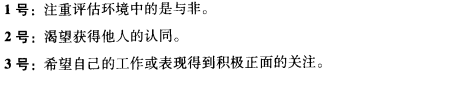 1 号：注重评估环境中的是与非。
2 号：渴望获得他人的认同。
3 号：希望自己的工作或表现得到积极正面的关注。